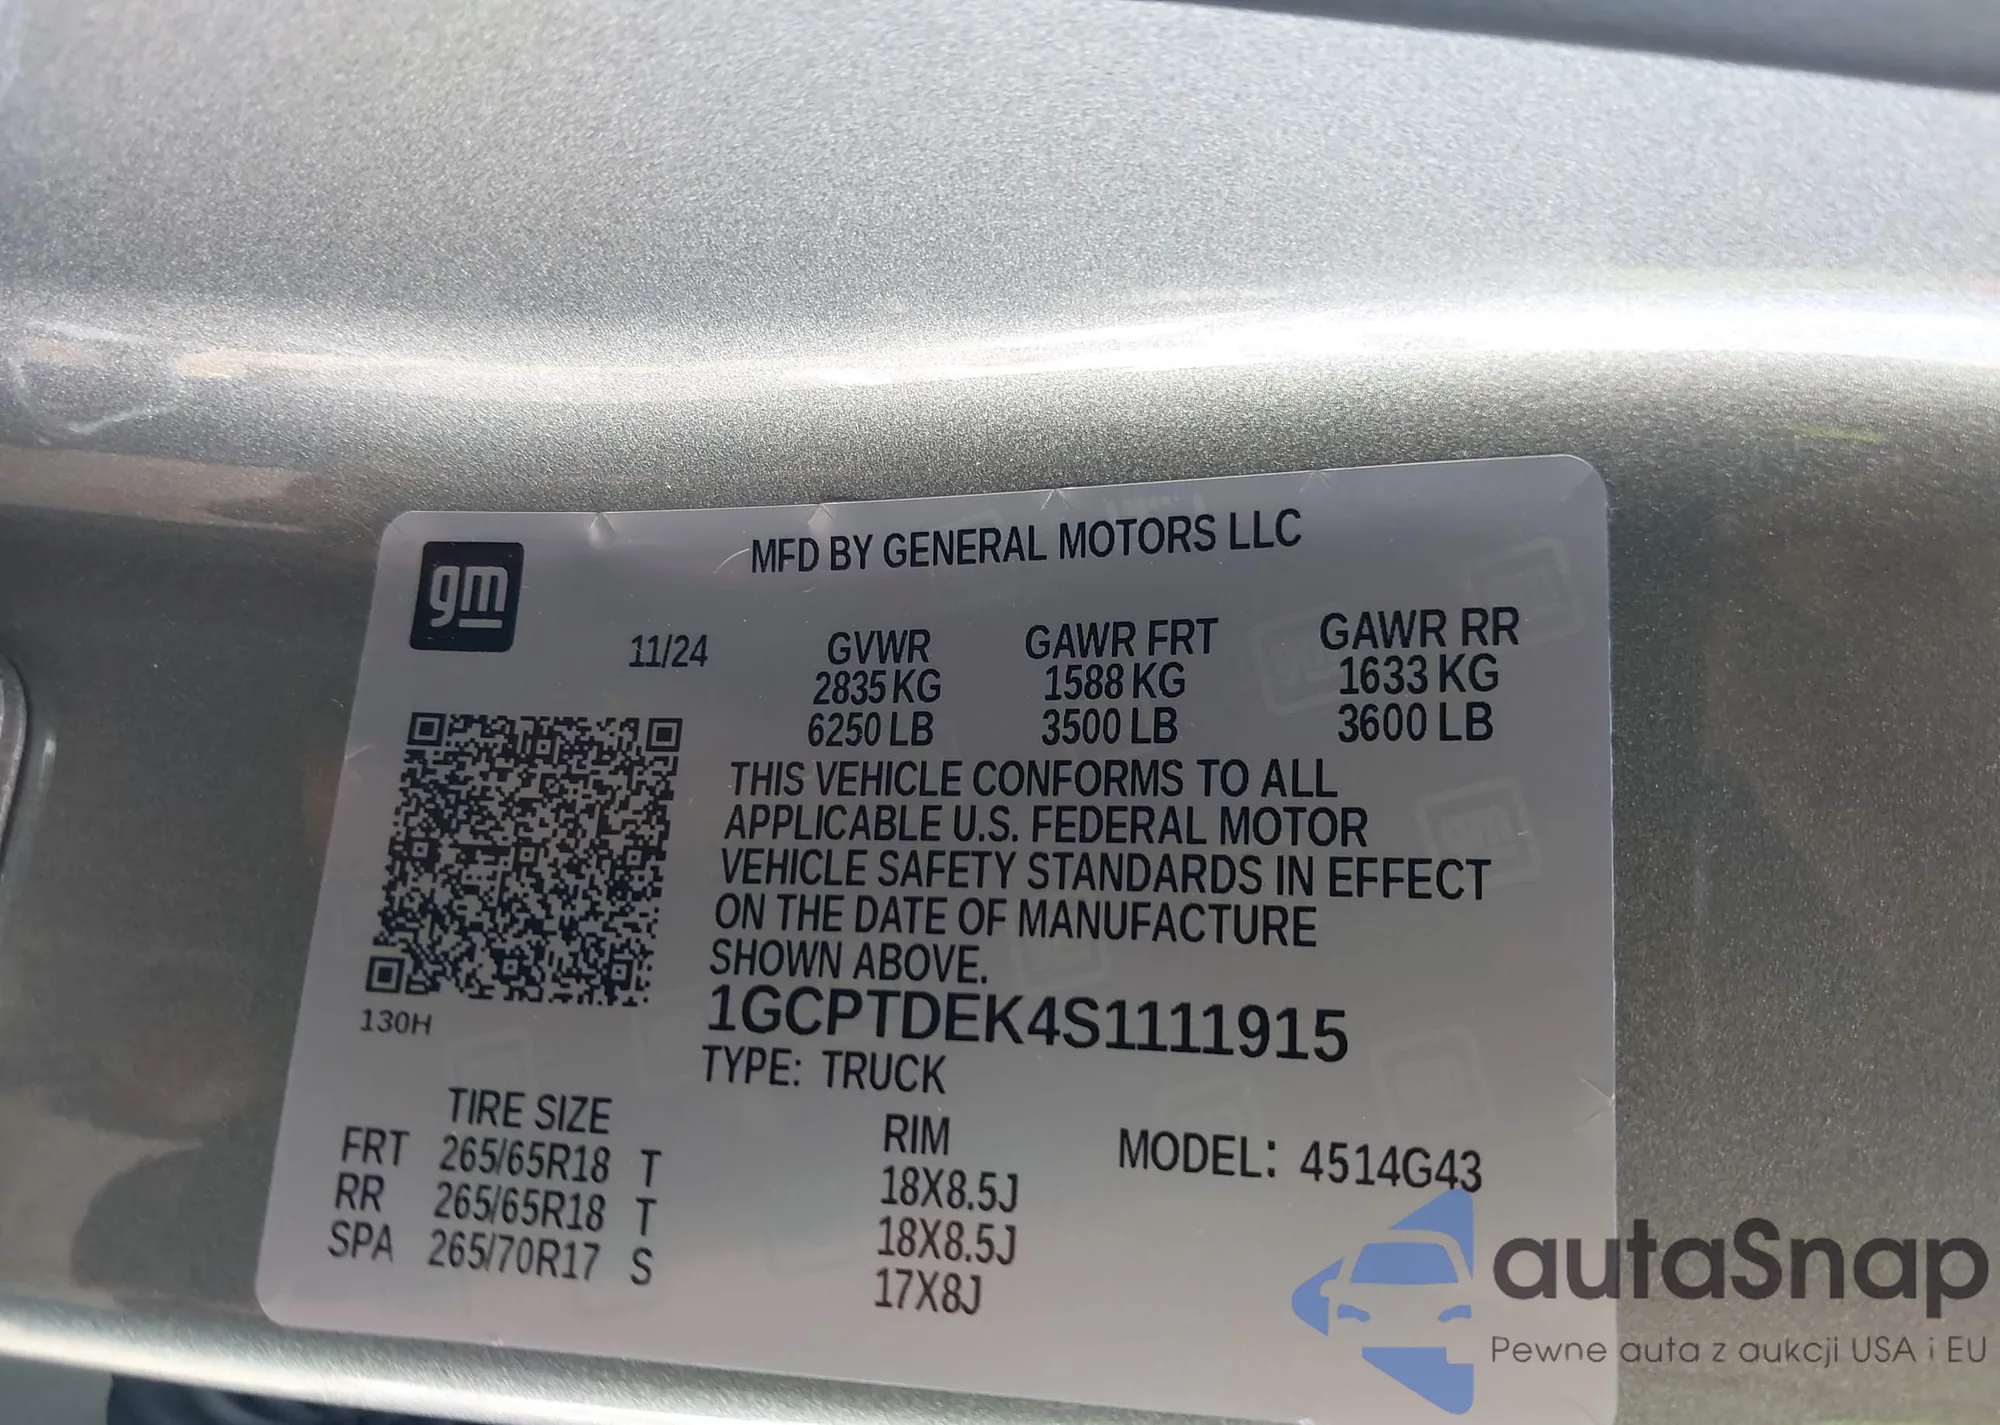 gm
MFD BY GENERAL MOTORS LLC
11/24
GVWR GAWR FRT GAWR RR
2835 KG 1588 KG 1633 KG
6250 LB 3500 LB 3600 LB
THIS VEHICLE CONFORMS TO ALL
APPLICABLE U.S. FEDERAL MOTOR
VEHICLE SAFETY STANDARDS IN EFFECT
ON THE DATE OF MANUFACTURE
SHOWN ABOVE.
130H
1GCPTDEK4S1111915
TYPE: TRUCK
TIRE SIZE RIM MODEL: 4514G43
FRT 265/65R18 T 18X8.5J
RR 265/65R18 T 18X8.5J
SPA 265/70R17 S 17X8J
autaSnap
Pewne auta z aukcji USA i EU